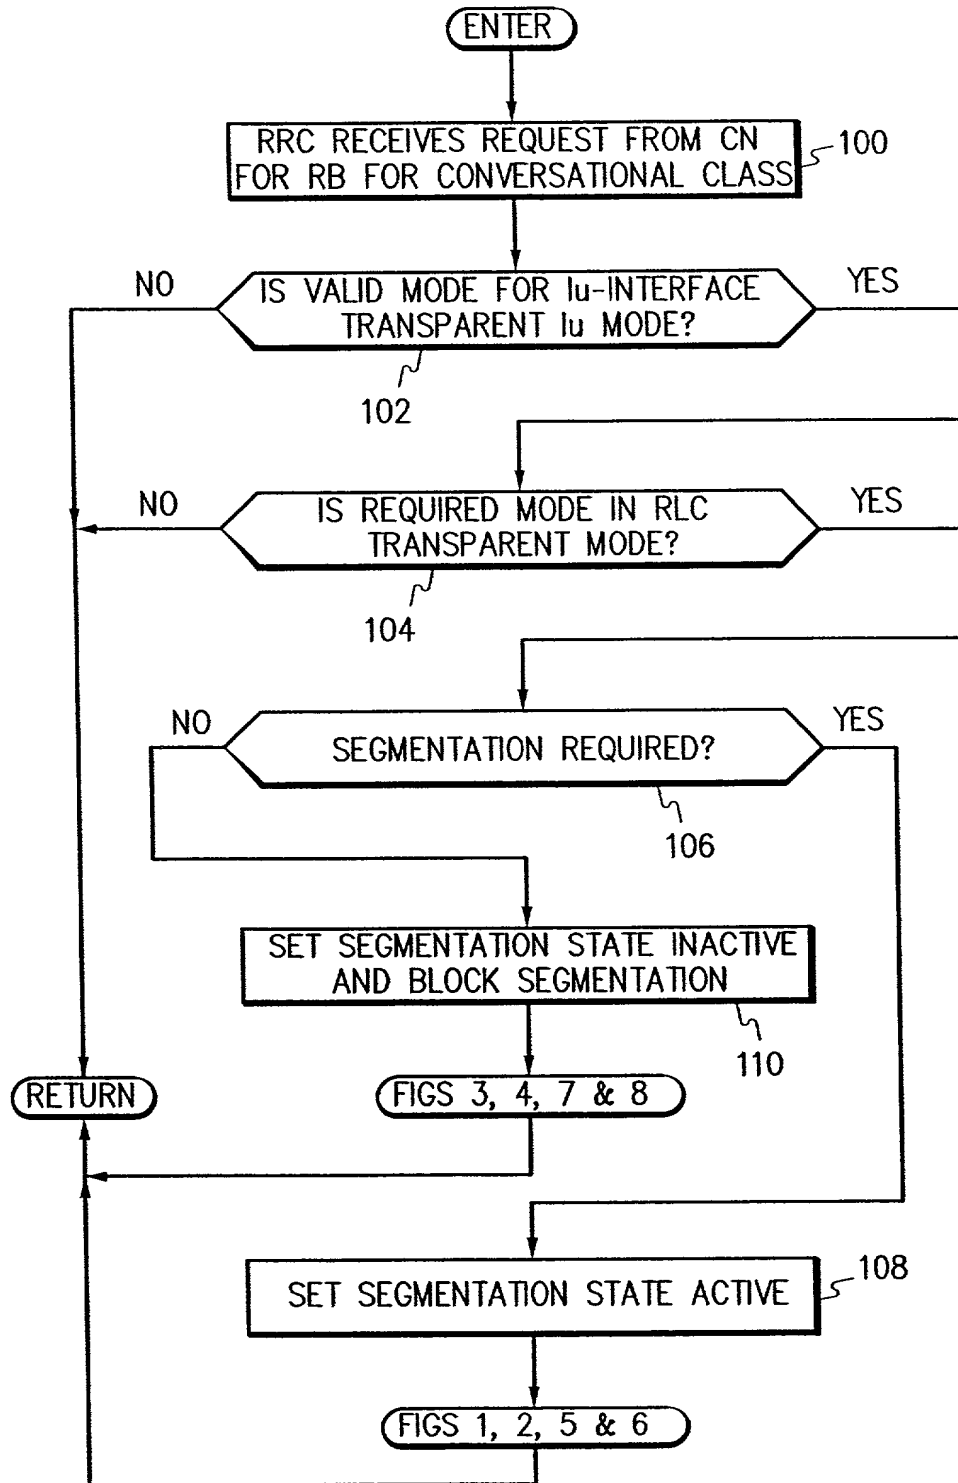 ENTER
RRC RECEIVES REQUEST FROM CN
FOR RB FOR CONVERSATIONAL CLASS
100
NO
IS VALID MODE FOR Iu-INTERFACE
TRANSPARENT Iu MODE?
YES
102
NO
IS REQUIRED MODE IN RLC
TRANSPARENT MODE?
YES
104
NO
SEGMENTATION REQUIRED?
YES
106
SET SEGMENTATION STATE INACTIVE
AND BLOCK SEGMENTATION
110
RETURN
FIGS 3, 4, 7 & 8
SET SEGMENTATION STATE ACTIVE
108
FIGS 1, 2, 5 & 6